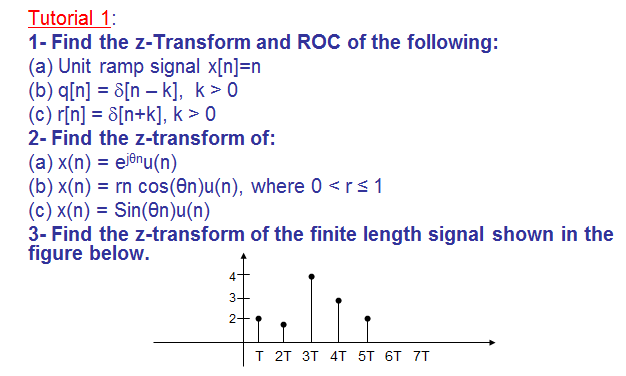 Tutorial 1:
1- Find the z-Transform and ROC of the following:
(a) Unit ramp signal x[n]=n
(b) q[n] = δ[n – k], k > 0
(c) r[n] = δ[n+k], k > 0
2- Find the z-transform of:
(a) x(n) = eʲᶿⁿu(n)
(b) x(n) = rn cos(θn)u(n), where 0 < r ≤ 1
(c) x(n) = Sin(θn)u(n)
3- Find the z-transform of the finite length signal shown in the
figure below.
4
3
2
T 2T 3T 4T 5T 6T 7T